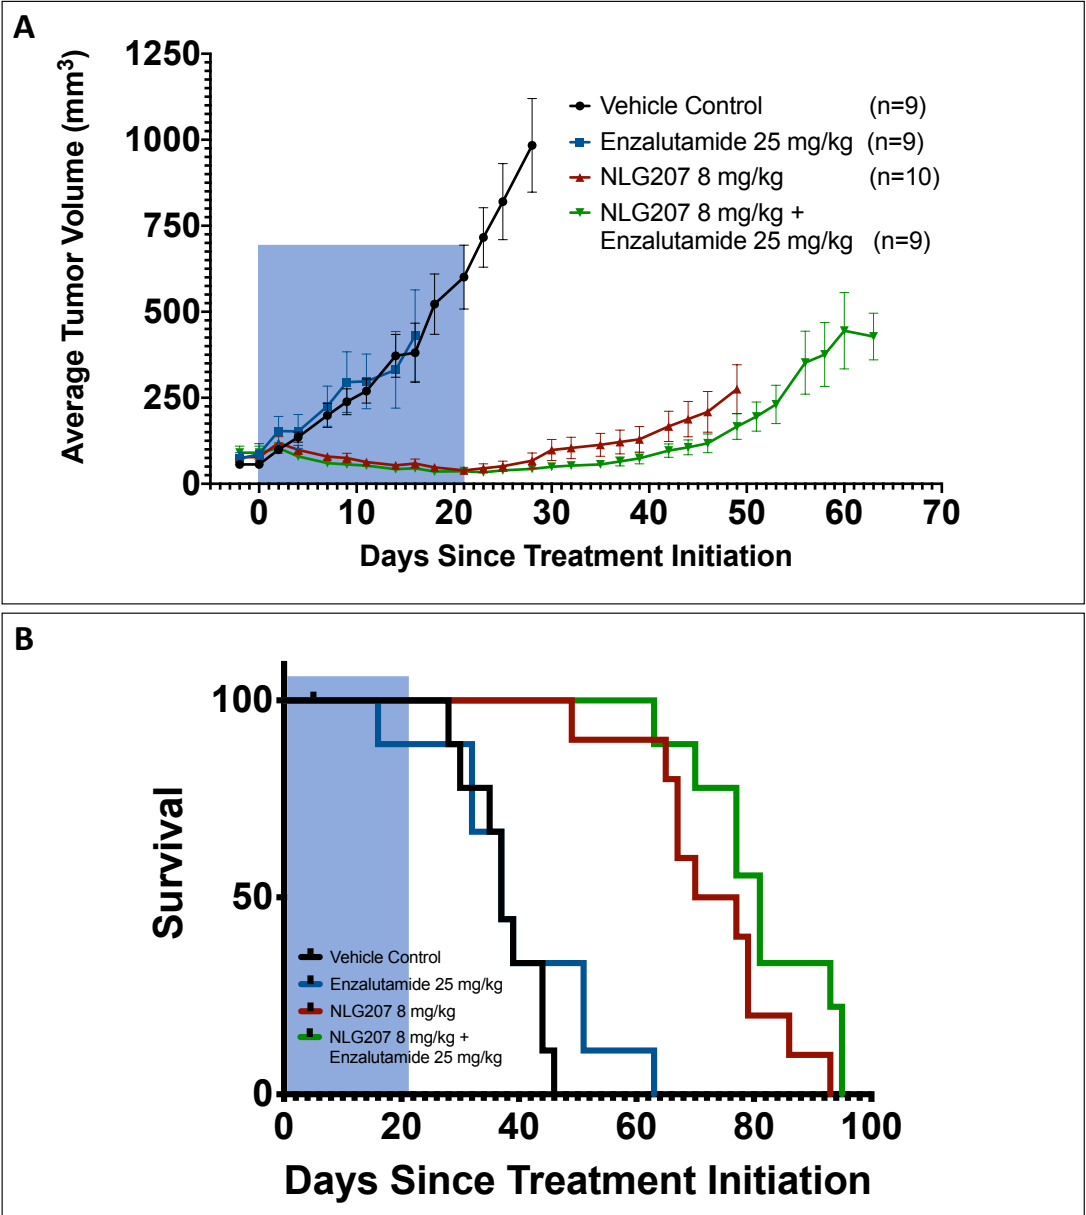 A
Average Tumor Volume (mm³)
1250
1000
750
500
250
0
Vehicle Control (n=9)
Enzalutamide 25 mg/kg (n=9)
NLG207 8 mg/kg (n=10)
NLG207 8 mg/kg +
Enzalutamide 25 mg/kg (n=9)
0 10 20 30 40 50 60 70
Days Since Treatment Initiation
B
Survival
100
50
0
Vehicle Control
Enzalutamide 25 mg/kg
NLG207 8 mg/kg
NLG207 8 mg/kg +
Enzalutamide 25 mg/kg
0 20 40 60 80 100
Days Since Treatment Initiation